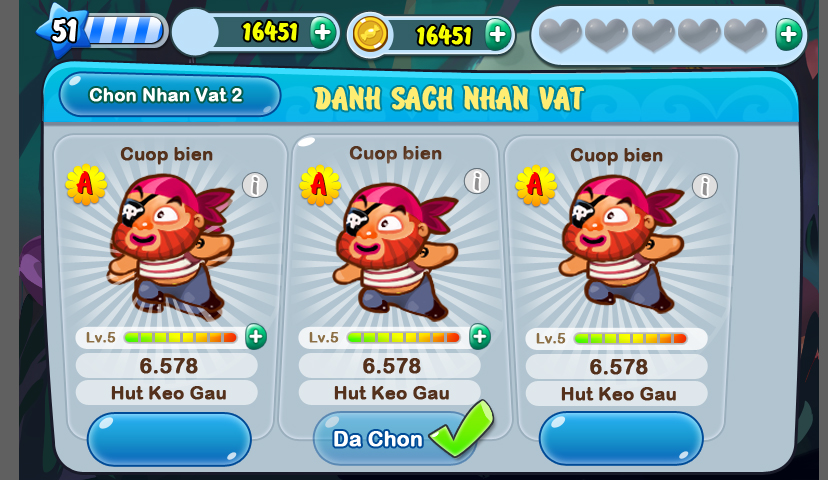 51
16451
16451
Chon Nhan Vat 2
DANH SACH NHAN VAT
Cuop bien
A
i
Lv.5
6.578
Hut Keo Gau
Cuop bien
A
i
Lv.5
6.578
Hut Keo Gau
Da Chon
Cuop bien
A
i
Lv.5
6.578
Hut Keo Gau